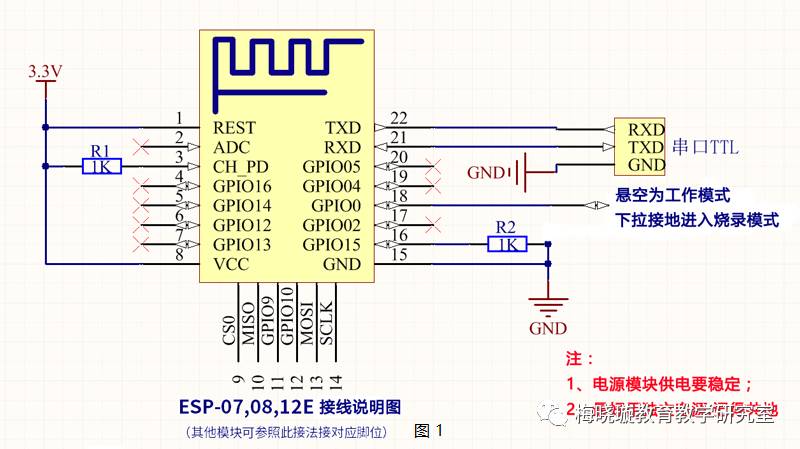 3.3V
1 REST TXD 22
2 ADC RXD 21
3 CH_PD GPIO05 20
4 GPIO16 GPIO04 19
5 GPIO14 GPIO0 18
6 GPIO12 GPIO02 17
7 GPIO13 GPIO15 16
8 VCC GND 15
R1
1K
RXD
TXD
GND
串口TTL
GND
悬空为工作模式
下拉接地进入烧录模式
R2
1K
GND
CS0
MISO
GPIO9
GPIO10
MOSI
SCLK
9
10
11
12
13
14
ESP-07,08,12E 接线说明图
（其他模块可参照此接法接对应脚位）
图 1
注：
1、电源模块供电要稳定；
2、
梅晓璇教育教学研究室